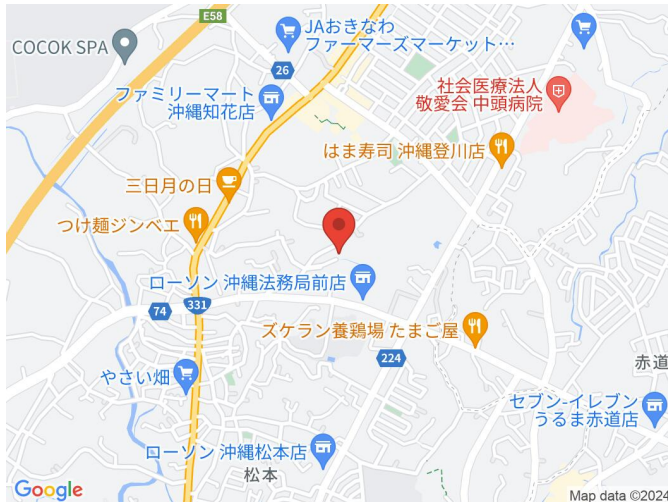 E58
COCOK SPA
JAおきなわ
ファーマーズマーケット…
26
ファミリーマート
沖縄知花店
社会医療法人
敬愛会 中頭病院
はま寿司 沖縄登川店
三日月の日
つけ麺ジンベエ
ローソン 沖縄法務局前店
74
331
ズケラン養鶏場 たまご屋
224
赤道
やさい畑
セブン-イレブン
うるま赤道店
ローソン 沖縄松本店
松本
Google
Map data ©2024